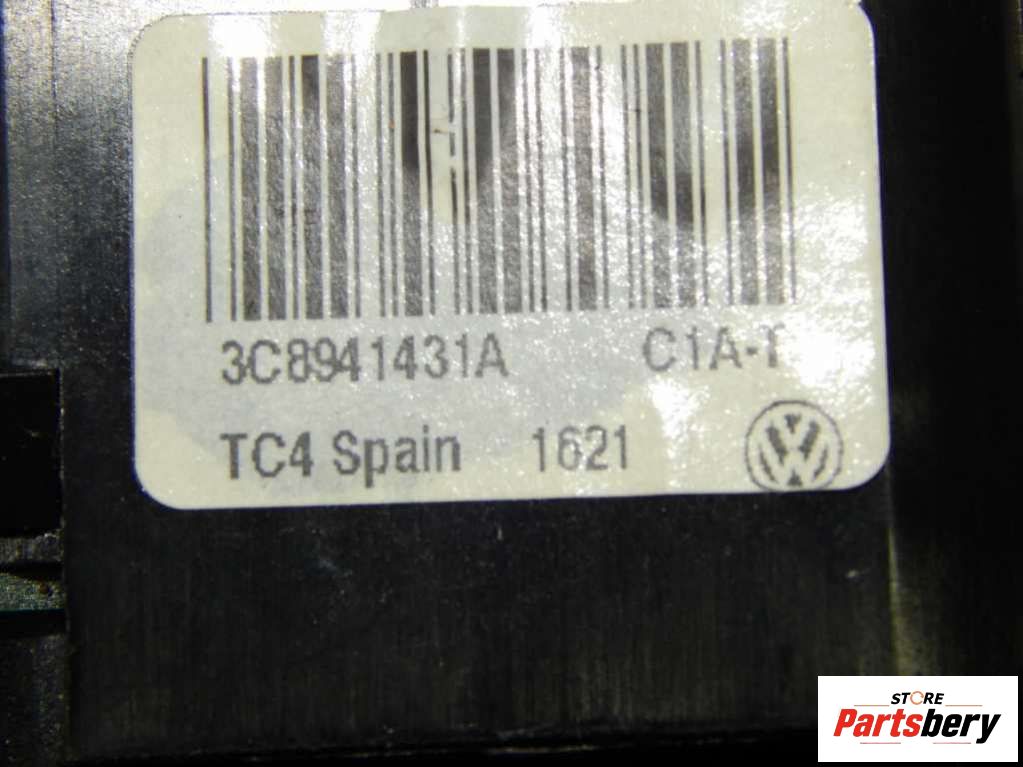 3C8941431A C1A-T
TC4 Spain 1621
STORE
Partsbery